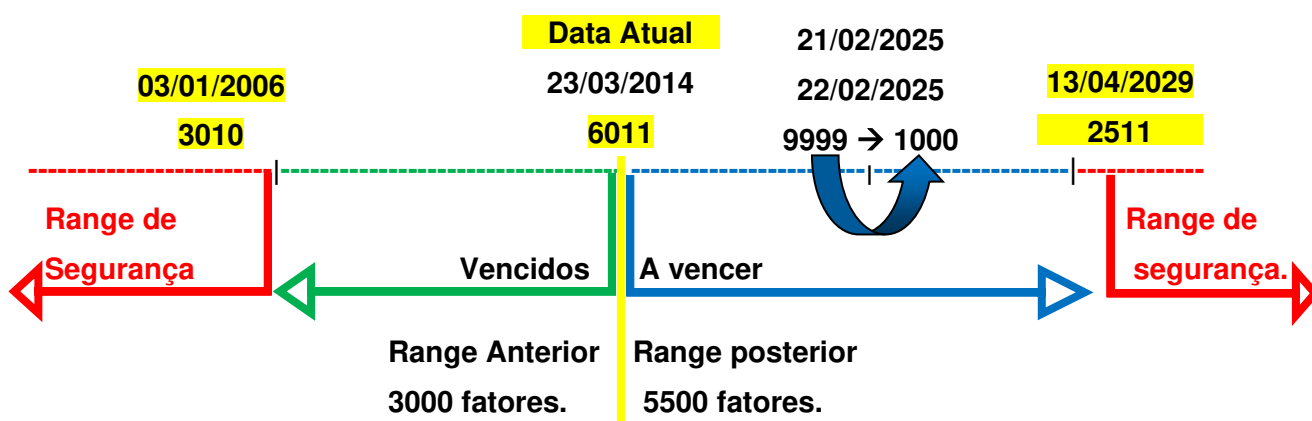 Data Atual
23/03/2014
6011
21/02/2025
22/02/2025
9999 → 1000
03/01/2006
3010
13/04/2029
2511
Range de
Segurança
Vencidos
A vencer
Range de
segurança.
Range Anterior
3000 fatores.
Range posterior
5500 fatores.